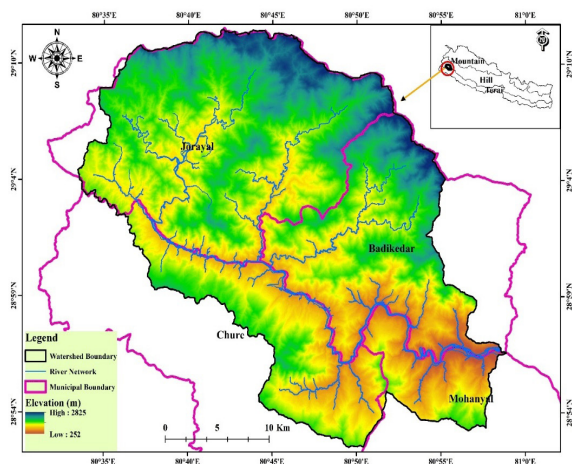 80°35'E 80°40'E 80°45'E 80°50'E 80°55'E 81°0'E
N
W E
S
Mountain
Hill
Terai
29°10'N
29°10'N
Jorayal
29°4'N
29°4'N
Badikedar
28°59'N
28°59'N
Legend
Watershed Boundary
River Network
Municipal Boundary
Elevation (m)
High : 2825
Low : 252
Chure
Mohanyal
28°54'N
28°54'N
0 5 10 Km
80°35'E 80°40'E 80°45'E 80°50'E 80°55'E 81°0'E